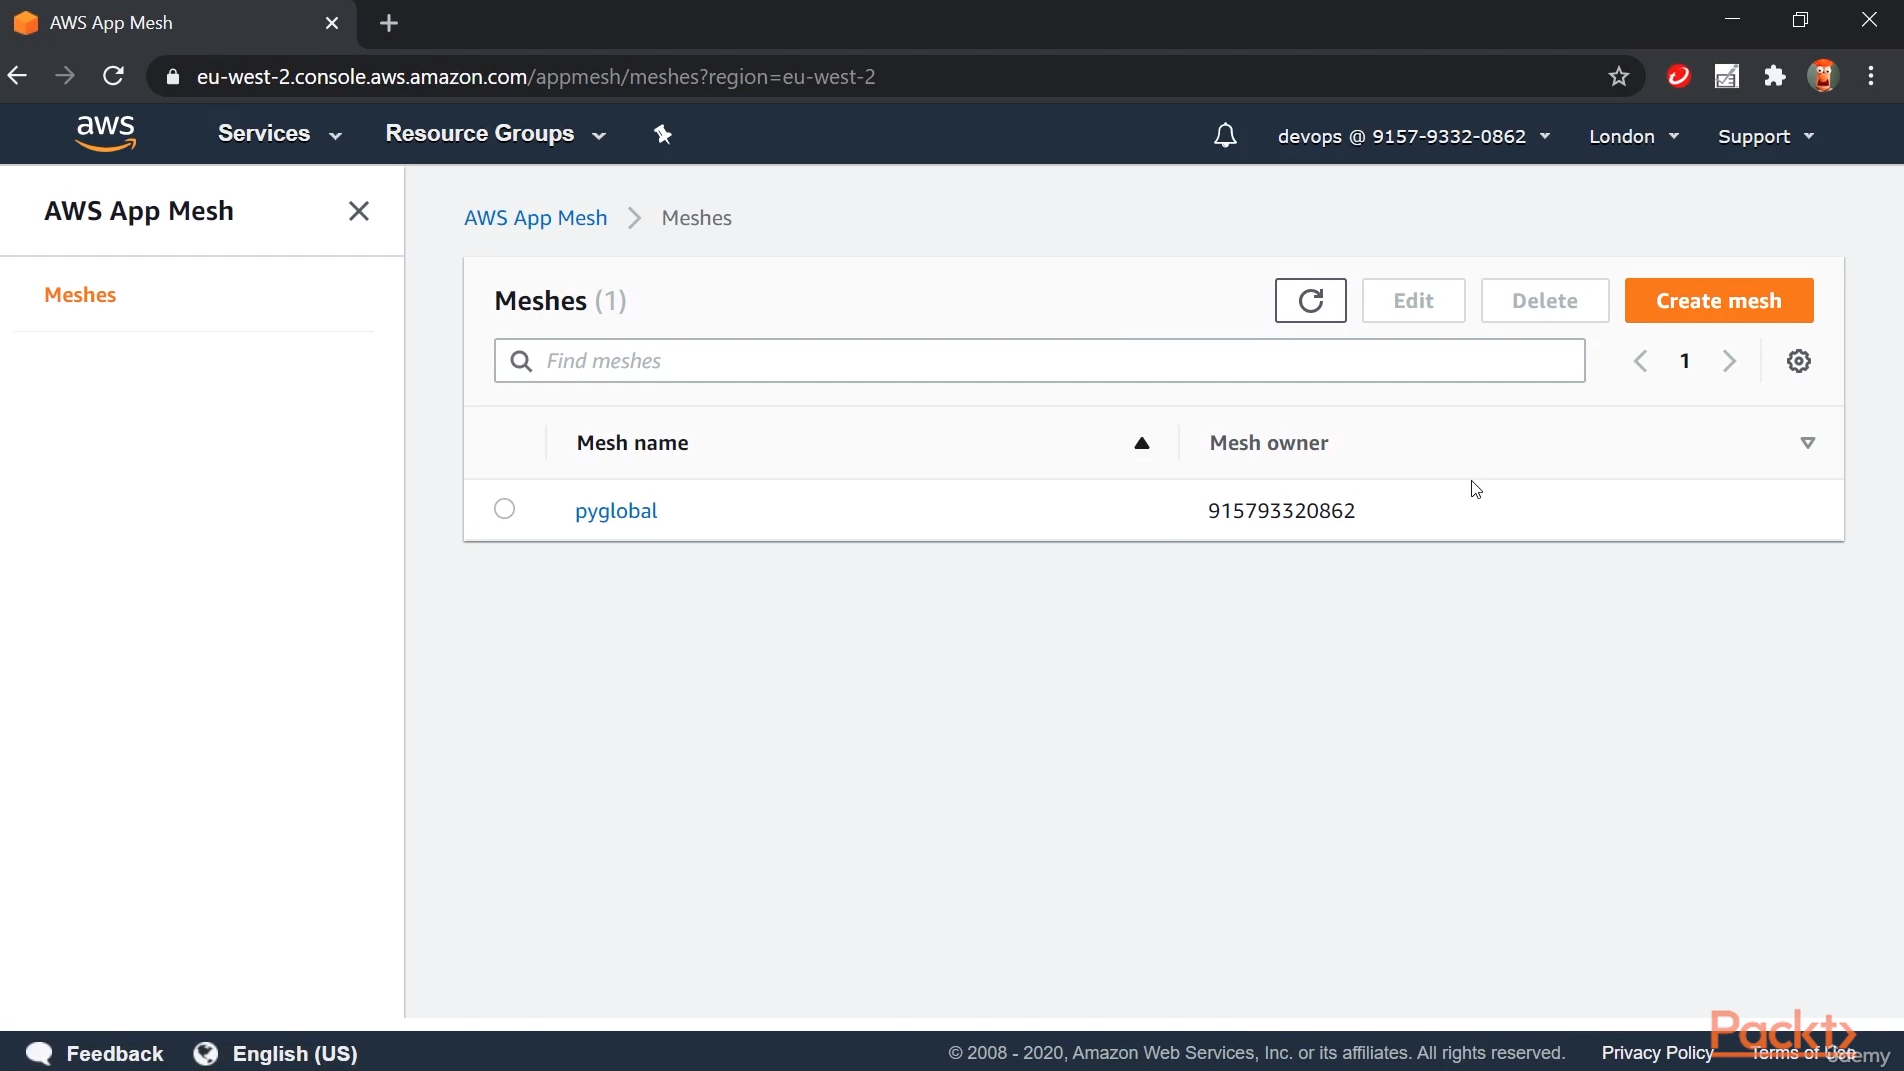 AWS App Mesh
eu-west-2.console.aws.amazon.com/appmesh/meshes?region=eu-west-2
aws
Services
Resource Groups
devops @ 9157-9332-0862
London
Support
AWS App Mesh
AWS App Mesh
Meshes
Meshes
Meshes (1)
Edit
Delete
Create mesh
Find meshes
1
Mesh name
Mesh owner
pyglobal
915793320862
Feedback
English (US)
© 2008 - 2020, Amazon Web Services, Inc. or its affiliates. All rights reserved.
Privacy Policy
Terms of Use
Packt
udemy